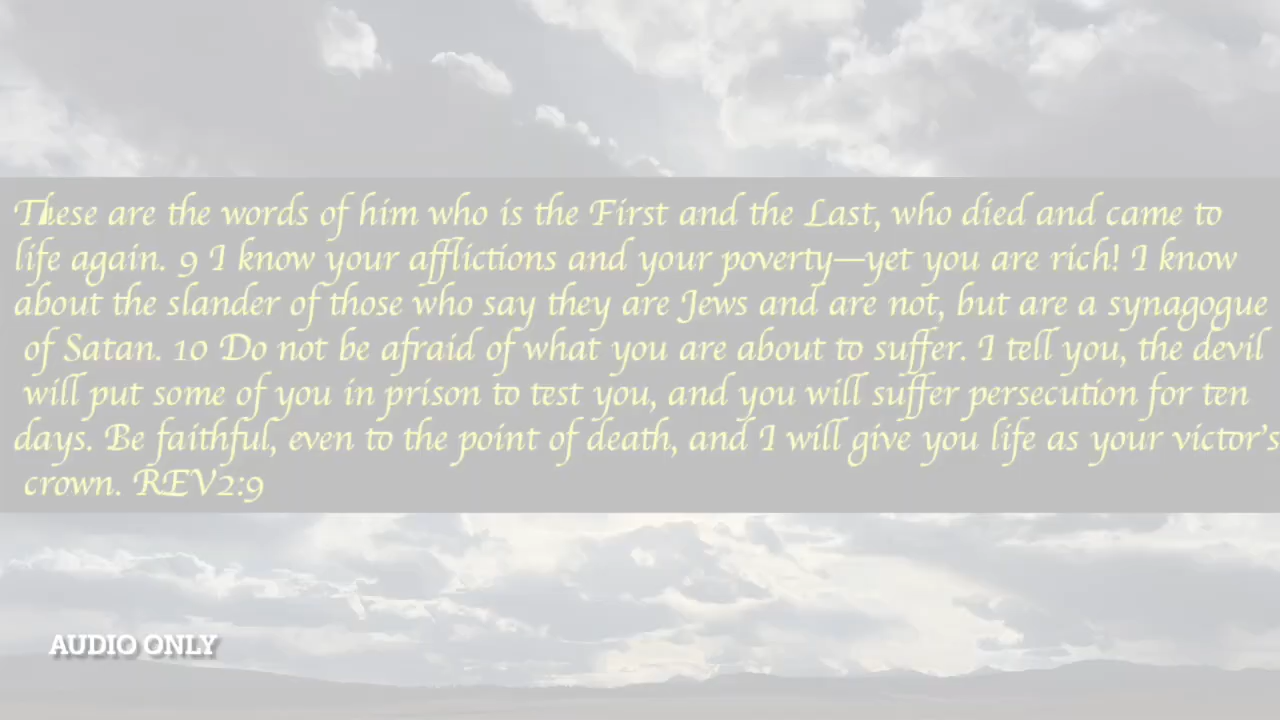 These are the words of him who is the First and the Last, who died and came to
life again. 9 I know your afflictions and your poverty—yet you are rich! I know
about the slander of those who say they are Jews and are not, but are a synagogue
of Satan. 10 Do not be afraid of what you are about to suffer. I tell you, the devil
will put some of you in prison to test you, and you will suffer persecution for ten
days. Be faithful, even to the point of death, and I will give you life as your victor's
crown. REV2:9
AUDIO ONLY